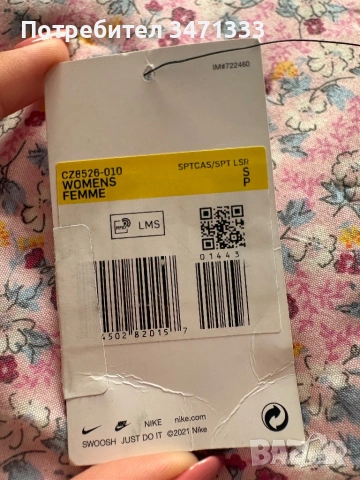 Потребител 3471333
IM#722460
CZ8526-010
WOMENS
FEMME
SPTCAS/SPT LSR
S
P
LMS
01443
4502 82015 7
NIKE nike.com
SWOOSH JUST DO IT ©2021 Nike
BAZAR